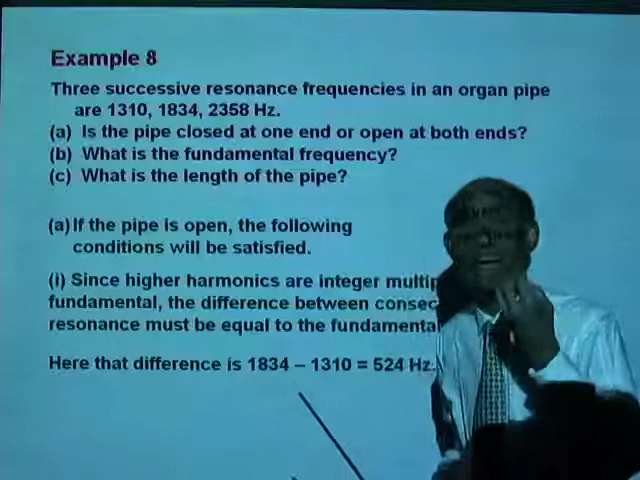 Example 8
Three successive resonance frequencies in an organ pipe
are 1310, 1834, 2358 Hz.
(a) Is the pipe closed at one end or open at both ends?
(b) What is the fundamental frequency?
(c) What is the length of the pipe?
(a) If the pipe is open, the following
conditions will be satisfied.
(i) Since higher harmonics are integer multip
fundamental, the difference between consec
resonance must be equal to the fundamenta
Here that difference is 1834 – 1310 = 524 Hz.